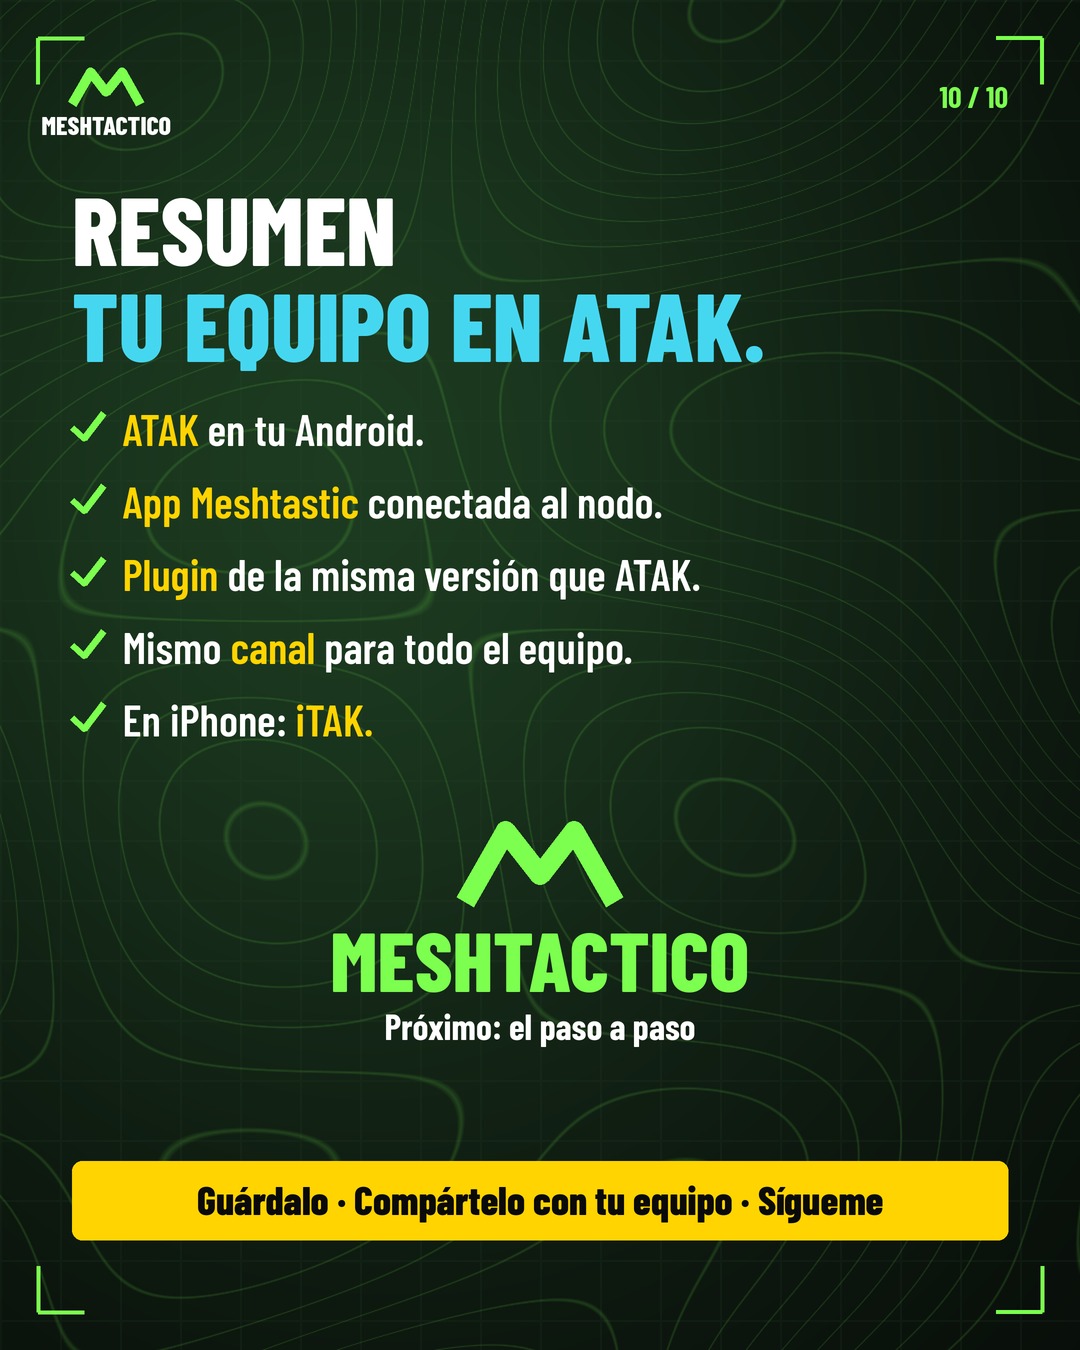 MESHTACTICO
10 / 10
RESUMEN
TU EQUIPO EN ATAK.
ATAK en tu Android.
App Meshtastic conectada al nodo.
Plugin de la misma versión que ATAK.
Mismo canal para todo el equipo.
En iPhone: iTAK.
MESHTACTICO
Próximo: el paso a paso
Guárdalo · Compártelo con tu equipo · Sígueme